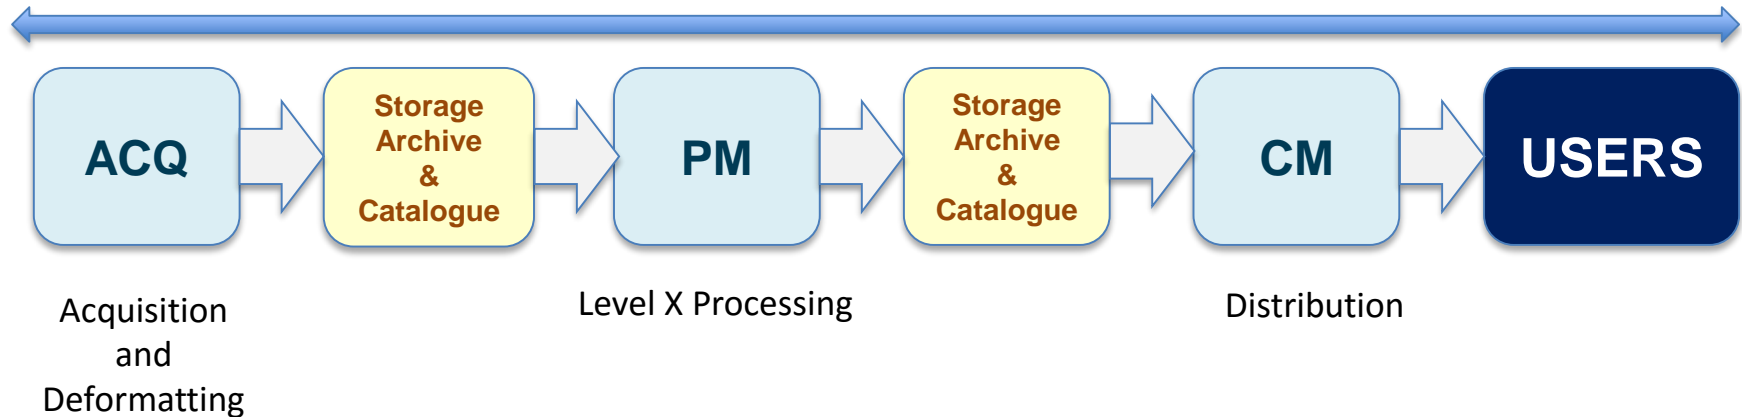 ACQ
Storage
Archive
&
Catalogue
PM
Storage
Archive
&
Catalogue
CM
USERS
Acquisition
and
Deformatting
Level X Processing
Distribution